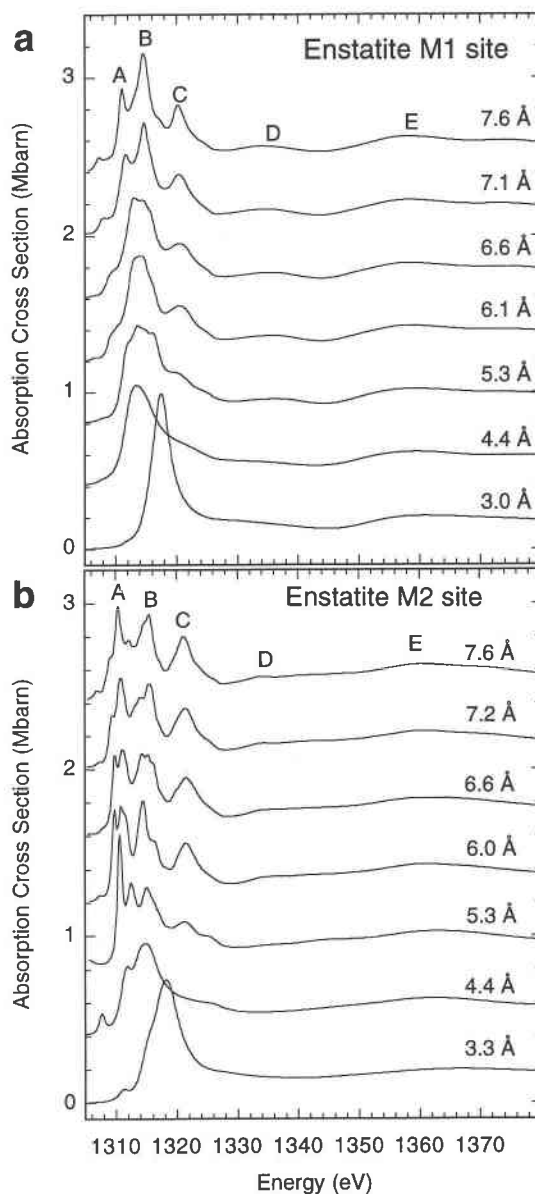 a
Enstatite M1 site
A B C D E
3
2
1
0
Absorption Cross Section (Mbarn)
7.6 Å
7.1 Å
6.6 Å
6.1 Å
5.3 Å
4.4 Å
3.0 Å
b
Enstatite M2 site
A B C D E
3
2
1
0
Absorption Cross Section (Mbarn)
7.6 Å
7.2 Å
6.6 Å
6.0 Å
5.3 Å
4.4 Å
3.3 Å
1310 1320 1330 1340 1350 1360 1370
Energy (eV)